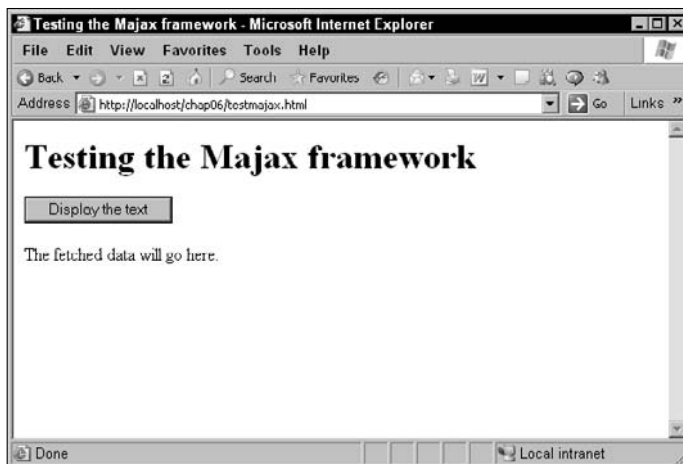 Testing the Majax framework - Microsoft Internet Explorer
File Edit View Favorites Tools Help
Back Search Favorites
Address http://localhost/chap06/testmajax.html Go Links »
Testing the Majax framework
Display the text
The fetched data will go here.
Done Local intranet